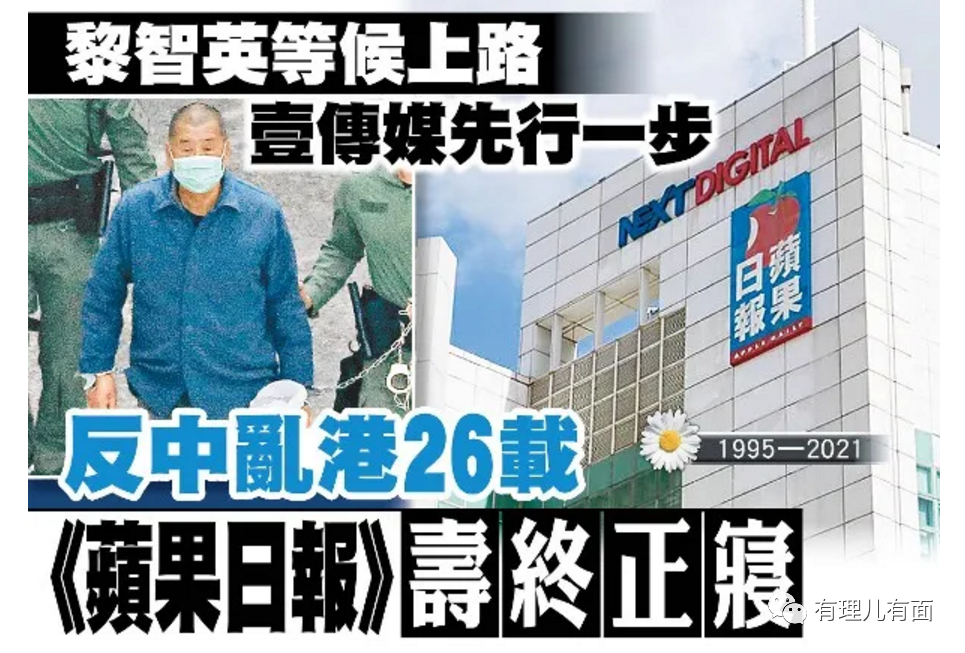 黎智英等候上路
壹傳媒先行一步
NEXT DIGITAL
蘋果
日報
APPLE DAILY
反中亂港26載
1995—2021
《蘋果日報》壽終正寢
有理儿有面